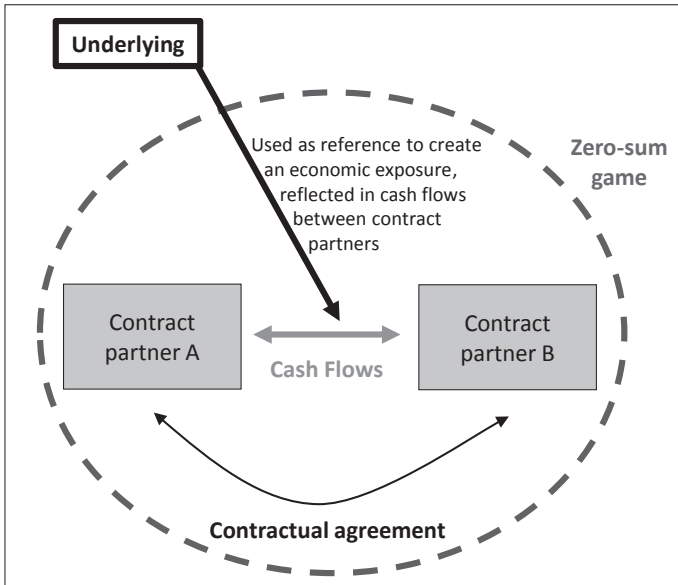 Underlying
Used as reference to create
an economic exposure,
reflected in cash flows
between contract
partners
Zero-sum
game
Contract
partner A
Cash Flows
Contract
partner B
Contractual agreement